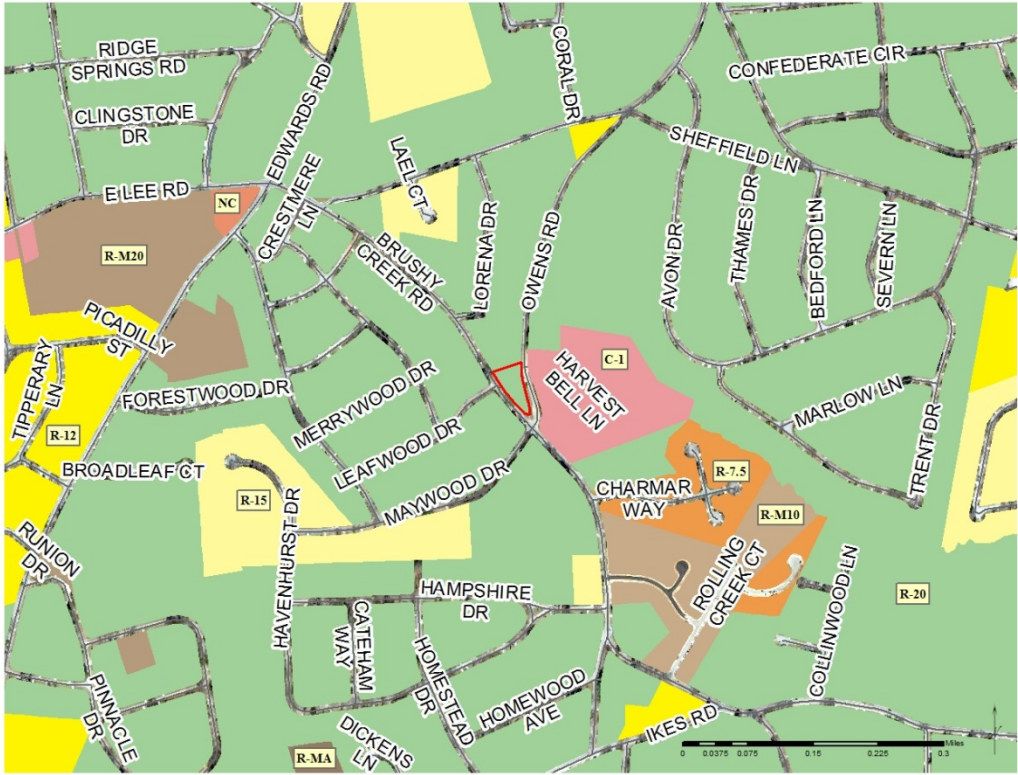 RIDGE
SPRINGS RD
CLINGSTONE
DR
E LEE RD
EDWARDS RD
CRESTMERE
LN
NC
R-M20
LAEL CT
CORAL DR
CONFEDERATE CIR
SHEFFIELD LN
BRUSHY
CREEK RD
LORENA DR
OWENS RD
AVON DR
THAMES DR
BEDFORD LN
SEVERN LN
PICADILLY
ST
TIPPERARY
LN
FORESTWOOD DR
MERRYWOOD DR
LEAFWOOD DR
HARVEST
BELL LN
C-1
MARLOW LN
TRENT DR
R-12
BROADLEAF CT
R-15
HAVENHURST DR
MAYWOOD DR
CHARMAR
WAY
R-7.5
R-M10
RUNION
DR
ROLLING
CREEK CT
COLLINWOOD LN
R-20
HAMPSHIRE
DR
CATEHAM
WAY
HOMESTEAD
DR
HOMEWOOD
AVE
PINNACLE
DR
DICKENS
LN
R-MA
IKES RD
Miles
0 0.0375 0.075 0.15 0.225 0.3